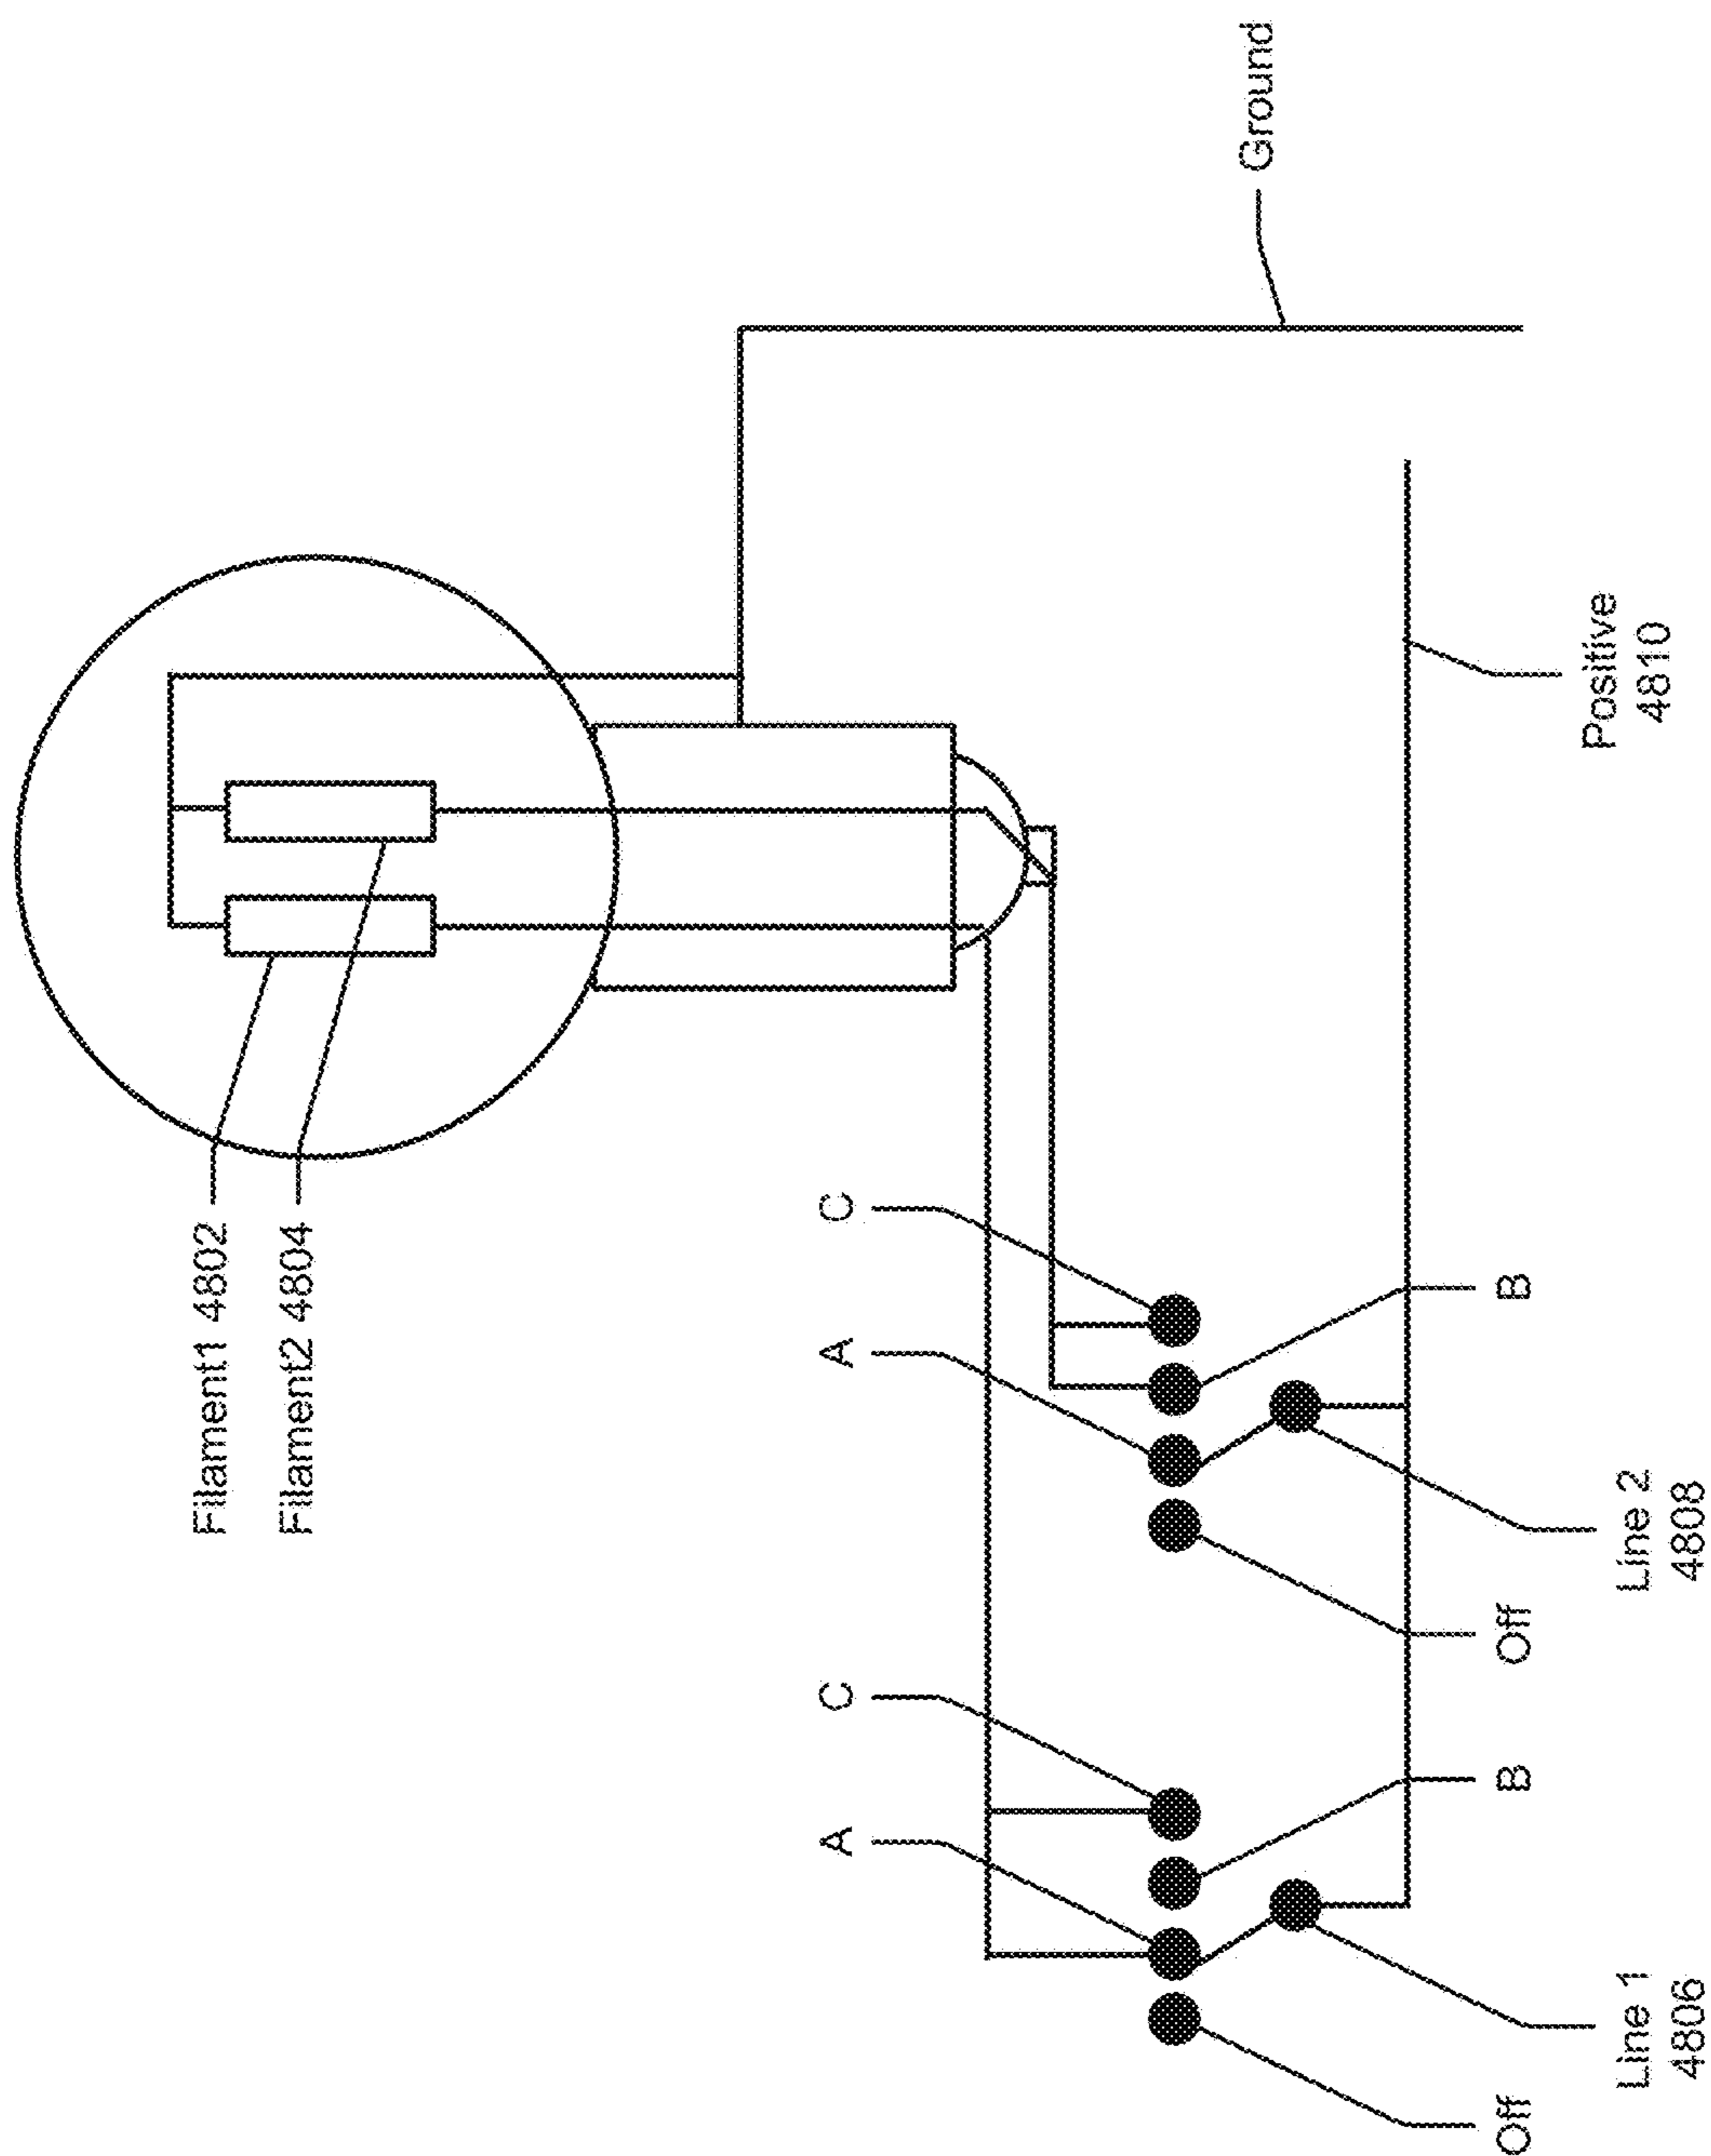 Filament1 4802
Filament2 4804
C
A
C
A
Ground
B
Off
B
Off
Line 2
4808
Line 1
4806
Positive
4810